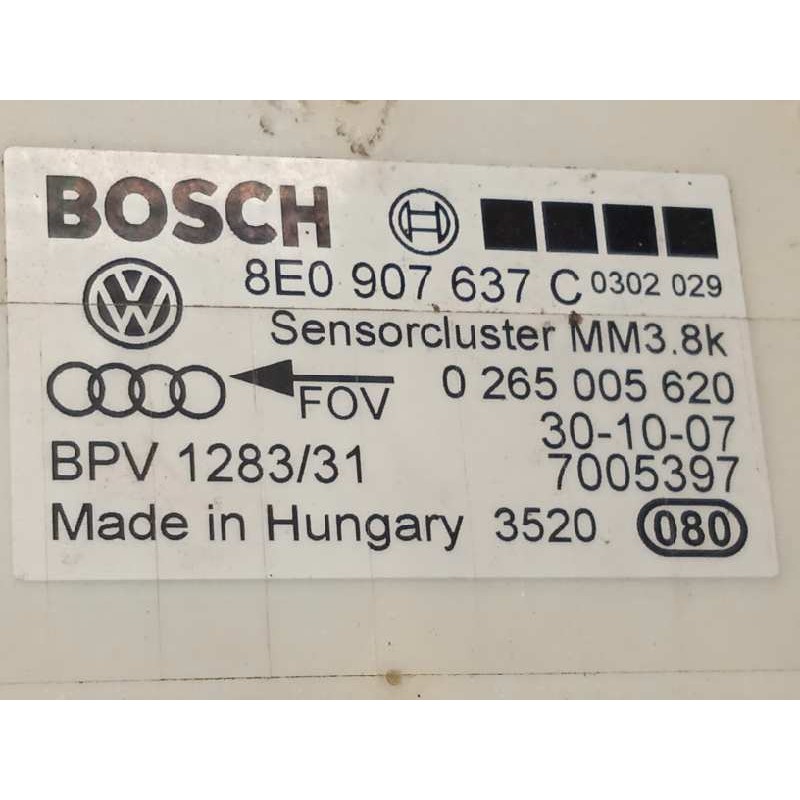 BOSCH
8E0 907 637 C 0302 029
Sensorcluster MM3.8k
FOV 0 265 005 620
30-10-07
BPV 1283/31 7005397
Made in Hungary 3520 080